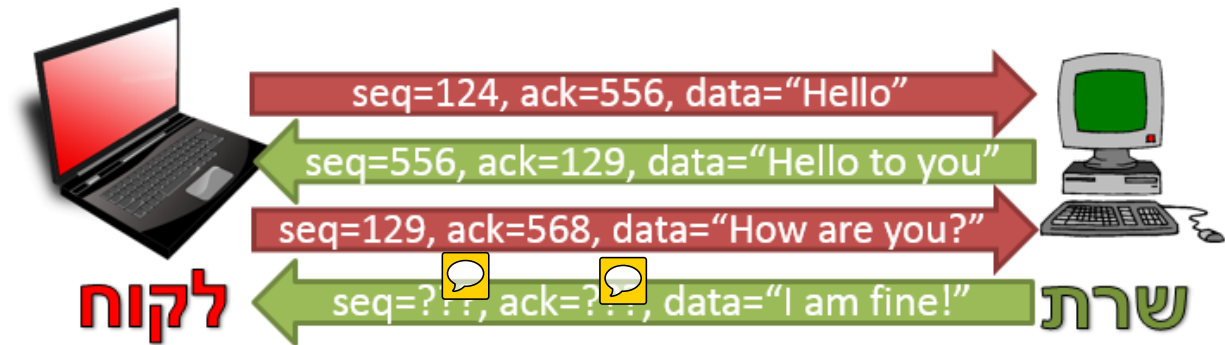 seq=124, ack=556, data=“Hello”
seq=556, ack=129, data=“Hello to you”
seq=129, ack=568, data=“How are you?”
seq=???, ack=???, data=“I am fine!”
לקוח
שרת